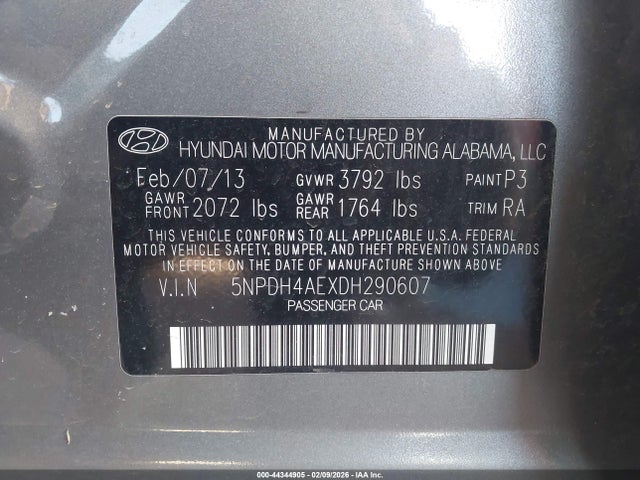 MANUFACTURED BY
HYUNDAI MOTOR MANUFACTURING ALABAMA, LLC
Feb/07/13 GVWR 3792 lbs PAINT P3
GAWR FRONT 2072 lbs GAWR REAR 1764 lbs TRIM RA
THIS VEHICLE CONFORMS TO ALL APPLICABLE U.S.A. FEDERAL
MOTOR VEHICLE SAFETY, BUMPER, AND THEFT PREVENTION STANDARDS
IN EFFECT ON THE DATE OF MANUFACTURE SHOWN ABOVE
V.I.N 5NPDH4AEXDH290607
PASSENGER CAR
000-44344905 - 02/09/2026 - IAA Inc.